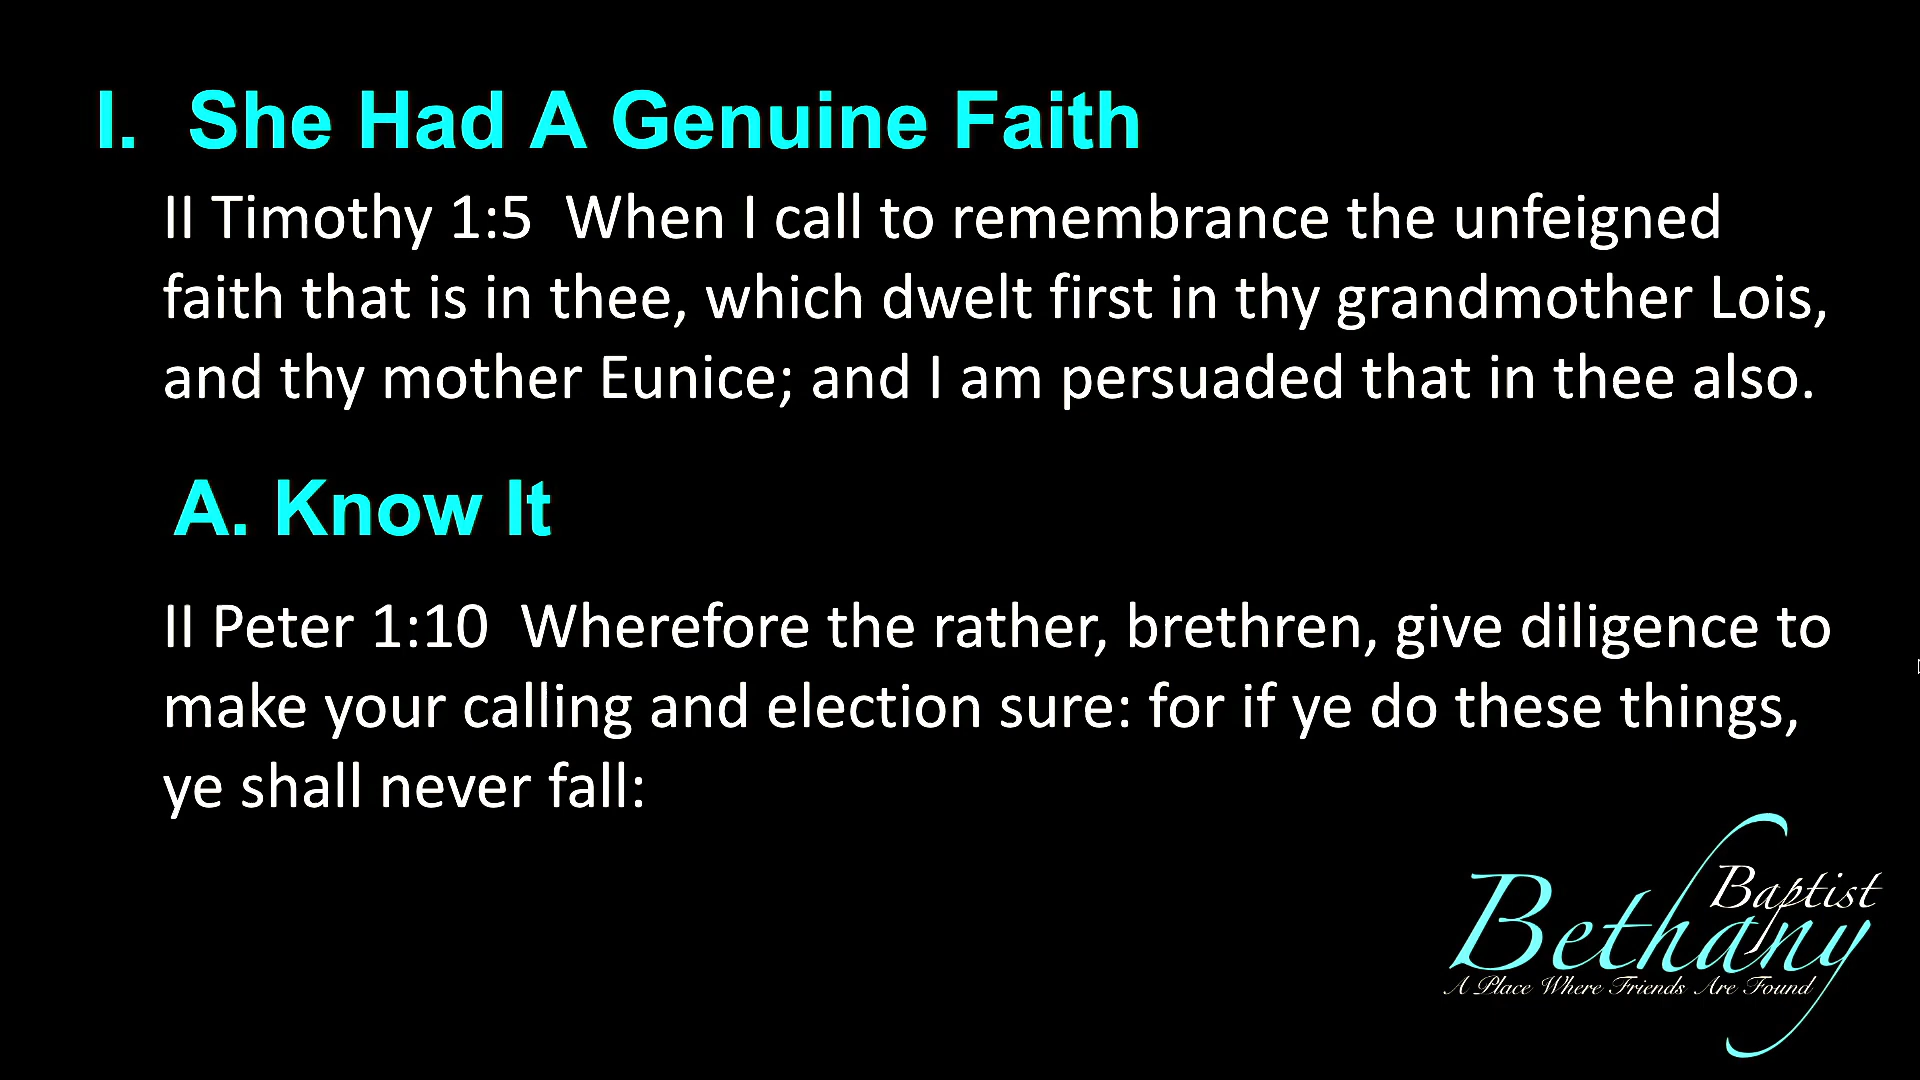 I. She Had A Genuine Faith
II Timothy 1:5 When I call to remembrance the unfeigned
faith that is in thee, which dwelt first in thy grandmother Lois,
and thy mother Eunice; and I am persuaded that in thee also.
A. Know It
II Peter 1:10 Wherefore the rather, brethren, give diligence to
make your calling and election sure: for if ye do these things,
ye shall never fall:
Baptist
Bethany
A Place Where Friends Are Found